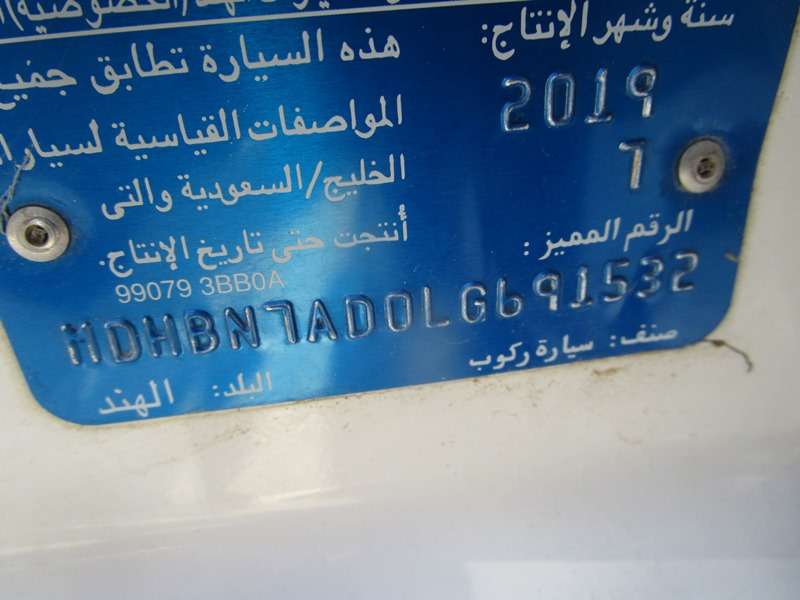 سنة وشهر الإنتاج:
2019
7
هذه السيارة تطابق جميع
المواصفات القياسية لسيارا
الخليج/السعودية والتى
أنتجت حتى تاريخ الإنتاج.
99079 3BB0A
الرقم المميز:
MDHBN7AD0LG691532
صنف: سيارة ركوب
البلد: الهند